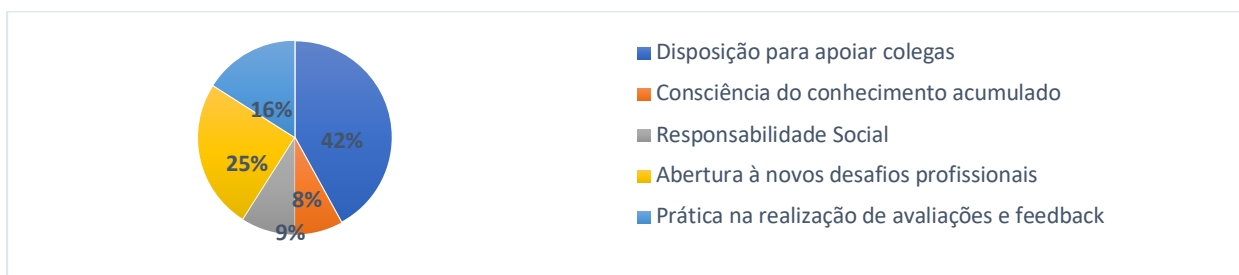 16%
42%
25%
8%
9%
Disposição para apoiar colegas
Consciência do conhecimento acumulado
Responsabilidade Social
Abertura à novos desafios profissionais
Prática na realização de avaliações e feedback